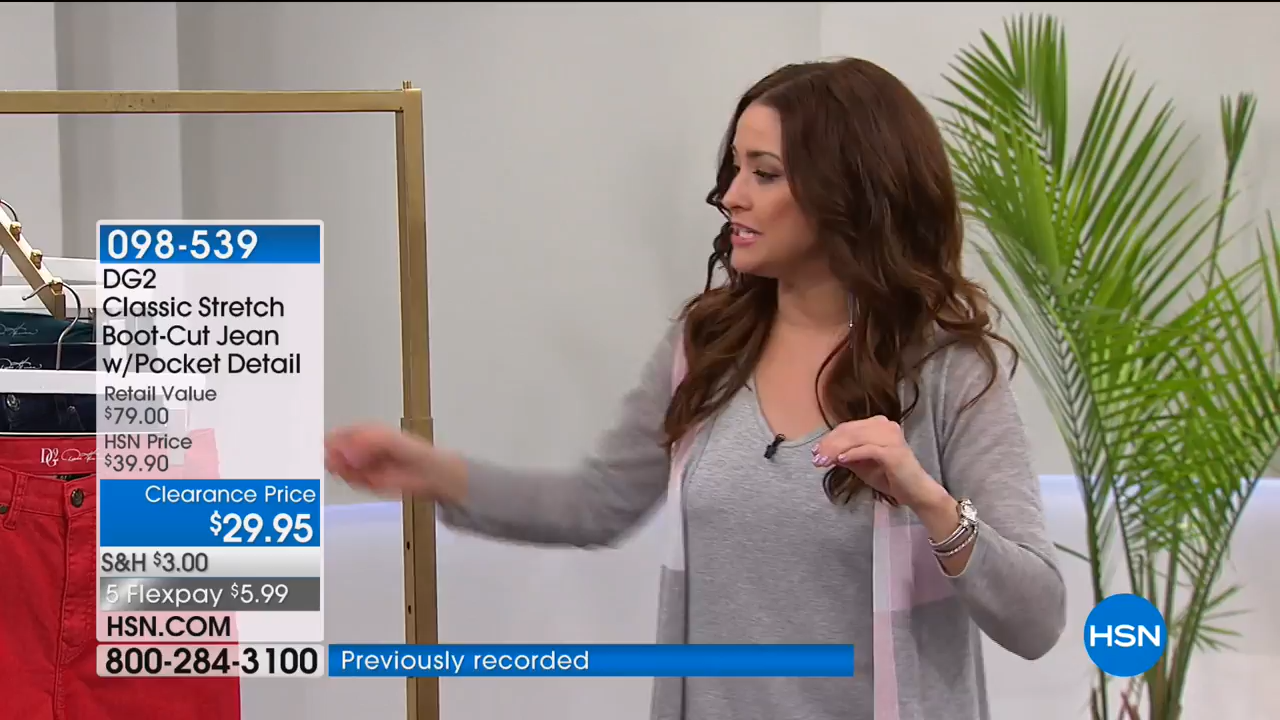 098-539
DG2
Classic Stretch
Boot-Cut Jean
w/Pocket Detail
Retail Value
$79.00
HSN Price
$39.90
Clearance Price
$29.95
S&H $3.00
5 Flexpay $5.99
HSN.COM
800-284-3100
Previously recorded
HSN
DG2